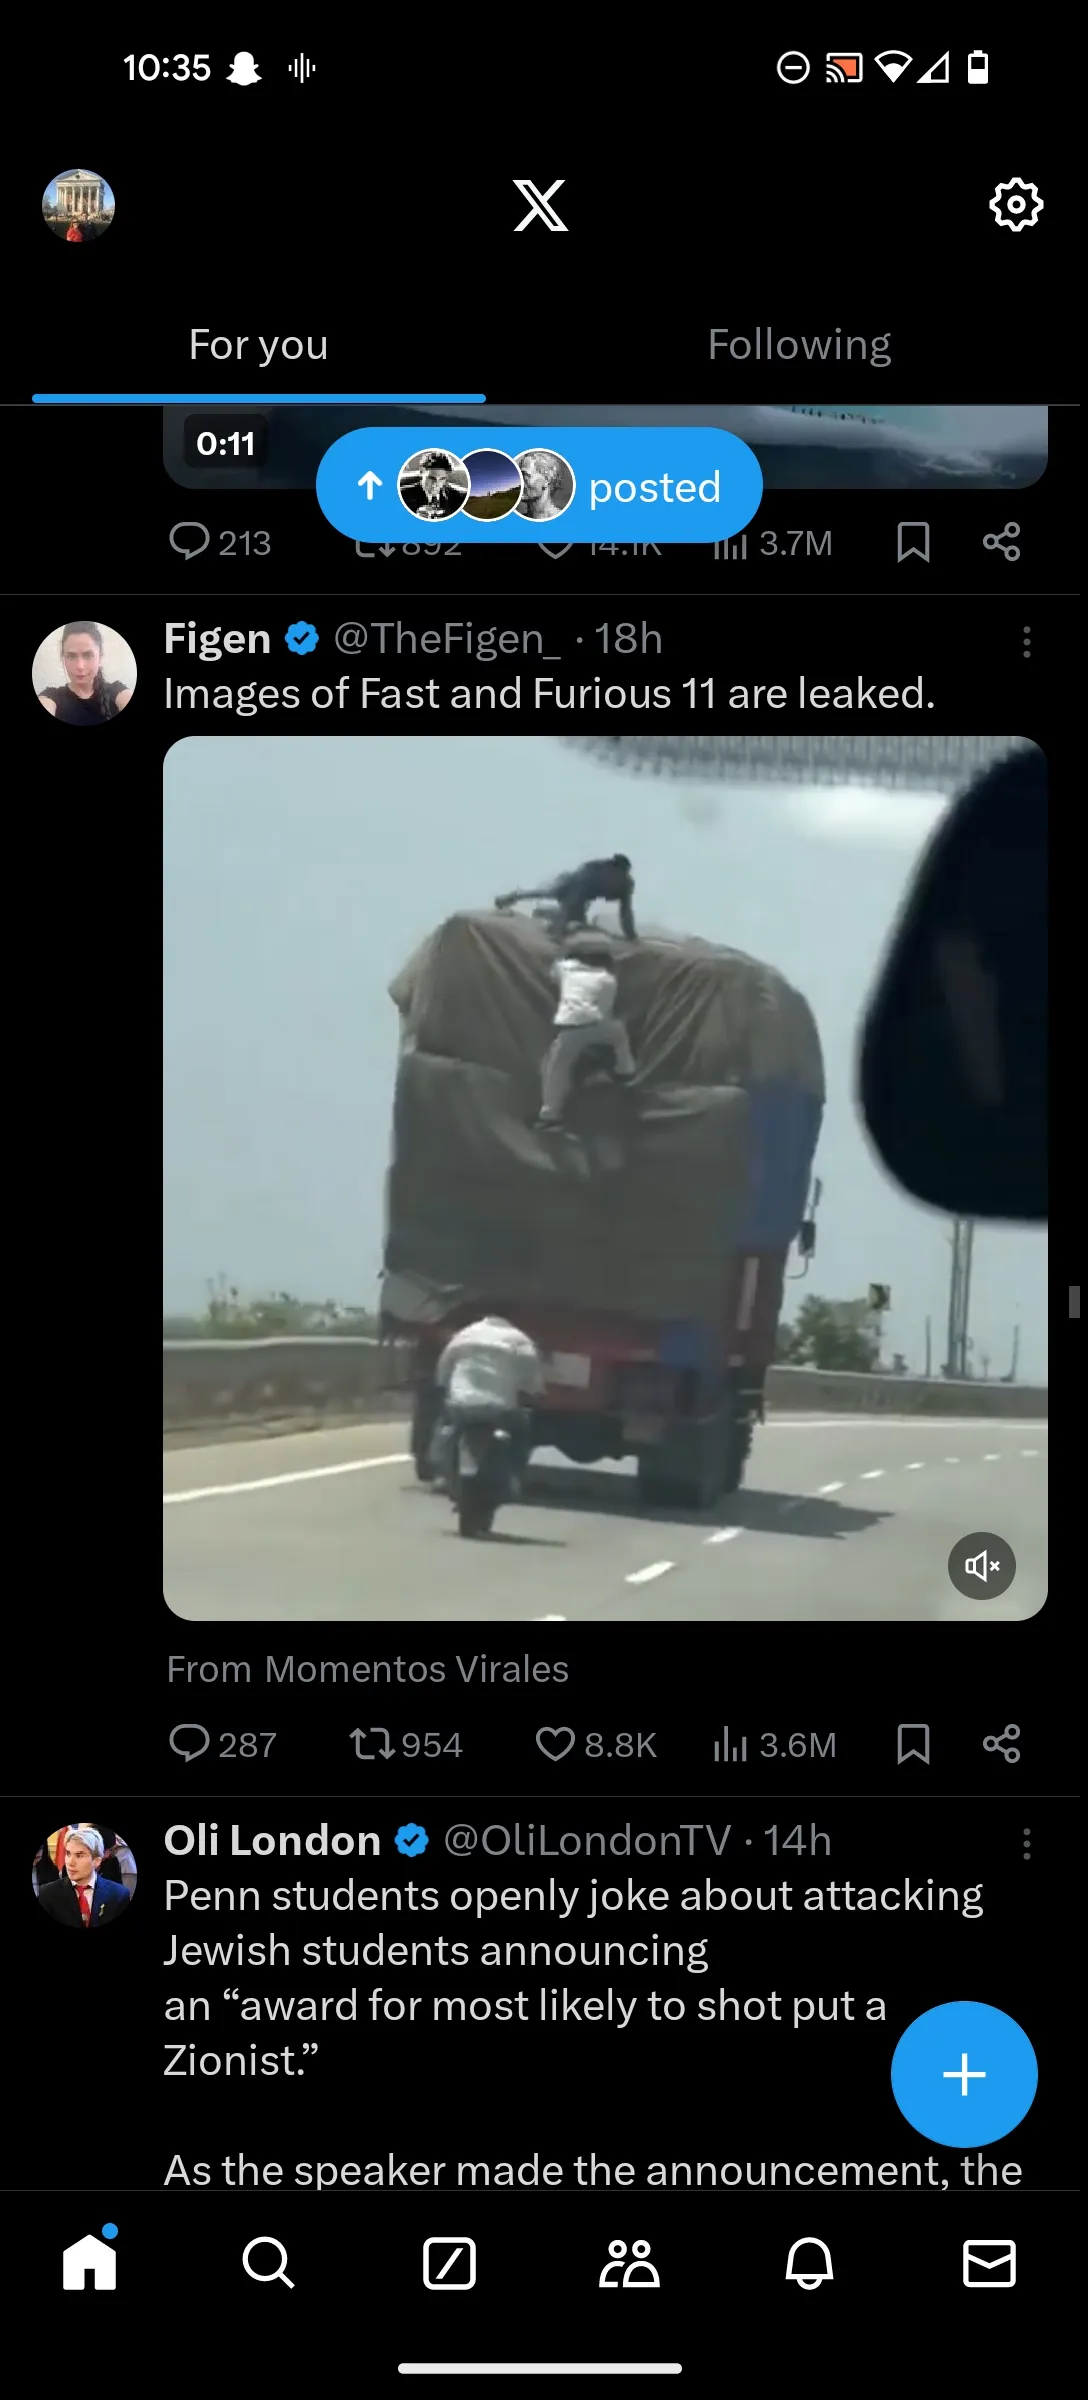 10:35
For you
Following
0:11
posted
213
892
14.1K
3.7M
Figen @TheFigen_ · 18h
Images of Fast and Furious 11 are leaked.
From Momentos Virales
287
954
8.8K
3.6M
Oli London @OliLondonTV · 14h
Penn students openly joke about attacking
Jewish students announcing
an “award for most likely to shot put a
Zionist.”
As the speaker made the announcement, the